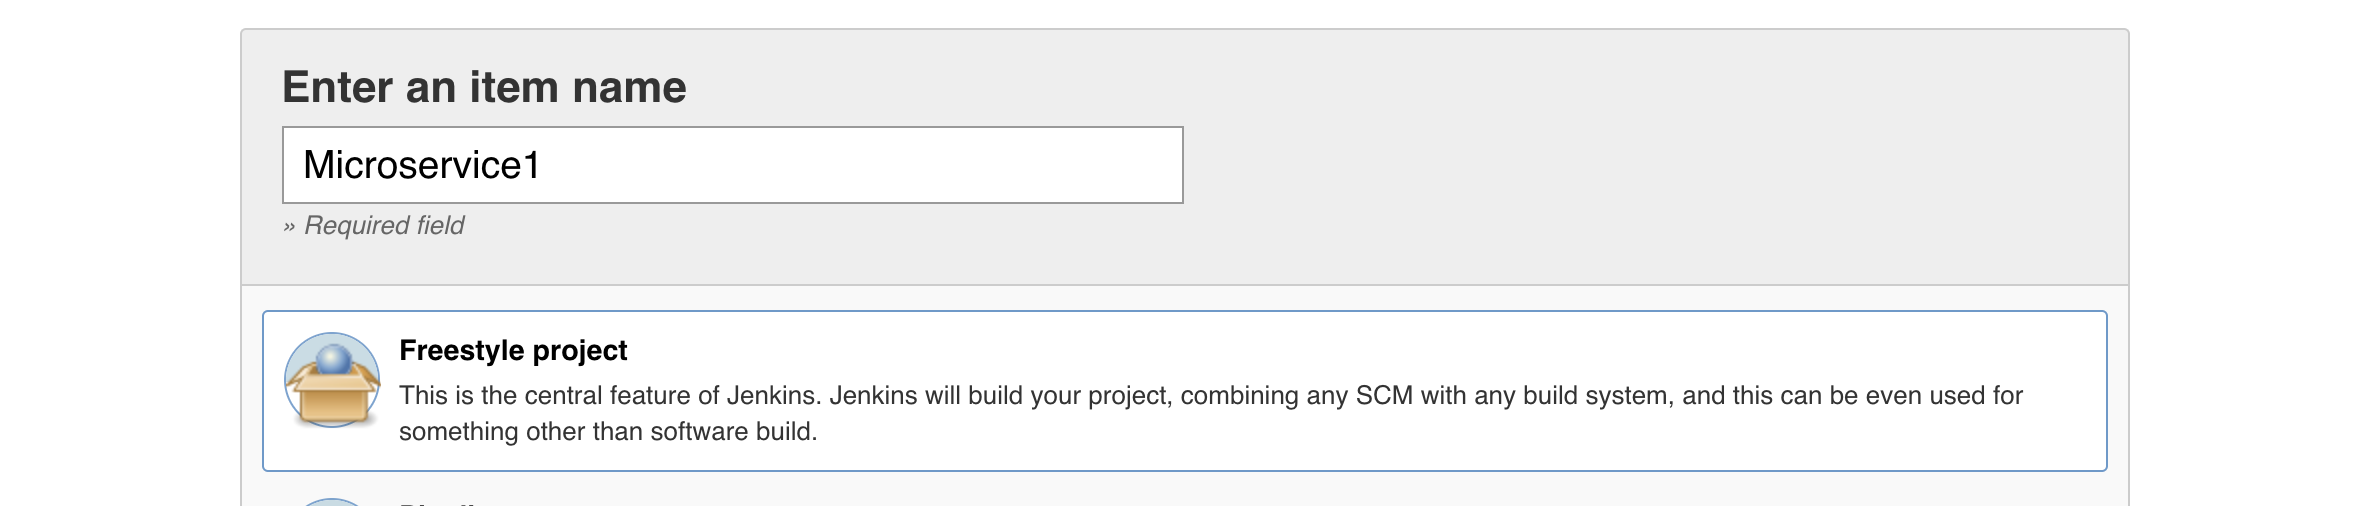 Enter an item name
Microservice1
» Required field
Freestyle project
This is the central feature of Jenkins. Jenkins will build your project, combining any SCM with any build system, and this can be even used for
something other than software build.